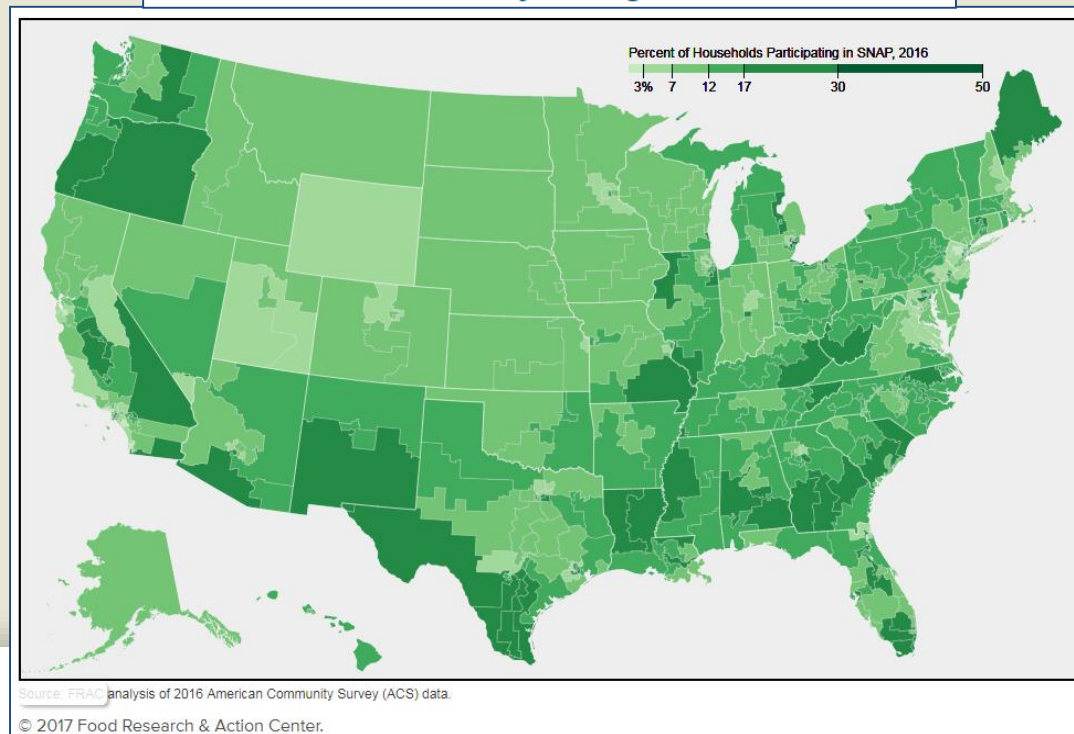 Percent of Households Participating in SNAP, 2016
3% 7 12 17 30 50
Source: FRAC analysis of 2016 American Community Survey (ACS) data.
© 2017 Food Research & Action Center.